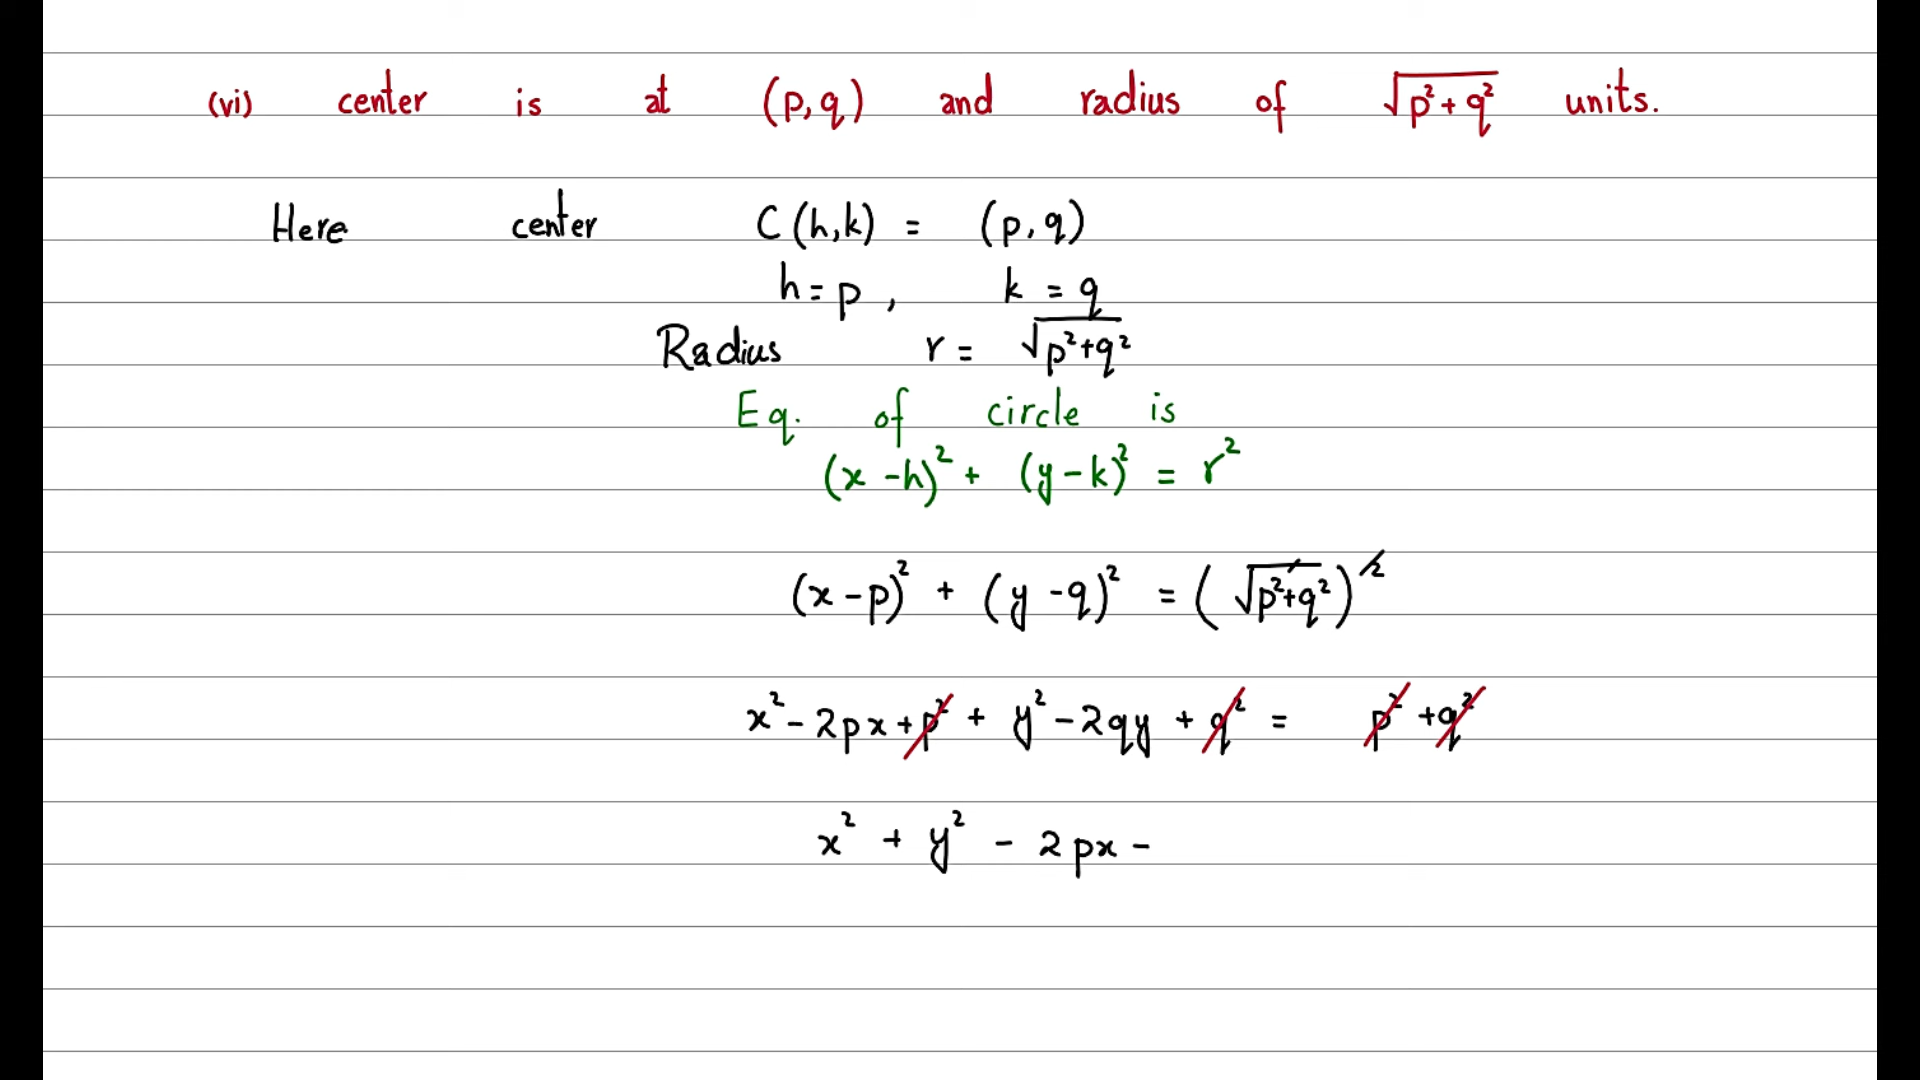 (vi) center is at (p,q) and radius of √p²+q² units.
Here center C(h,k) = (p,q)
h=p, k=q
Radius r = √p²+q²
Eq. of circle is
(x-h)²+ (y-k)² = r²
(x-p)² + (y-q)² = (√p²+q²)²
x²-2px+p² + y²-2qy + q² = p²+q²
x² + y² - 2px -